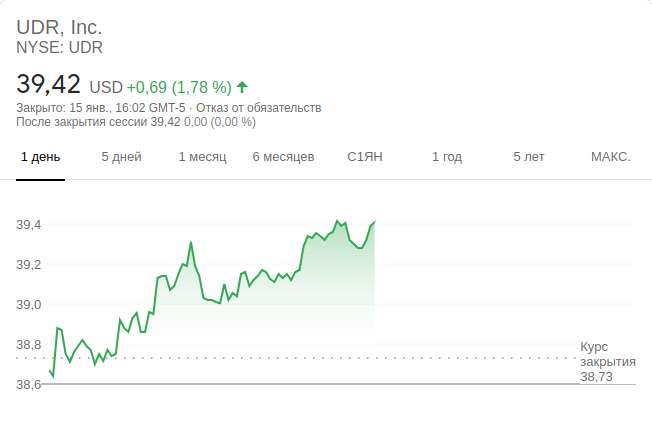 UDR, Inc.
NYSE: UDR
39,42 USD +0,69 (1,78 %)
Закрыто: 15 янв., 16:02 GMT-5 · Отказ от обязательств
После закрытия сессии 39,42 0,00 (0,00 %)
1 день 5 дней 1 месяц 6 месяцев С1ЯН 1 год 5 лет МАКС.
39,4
39,2
39,0
38,8
38,6
Курс
закрытия
38,73